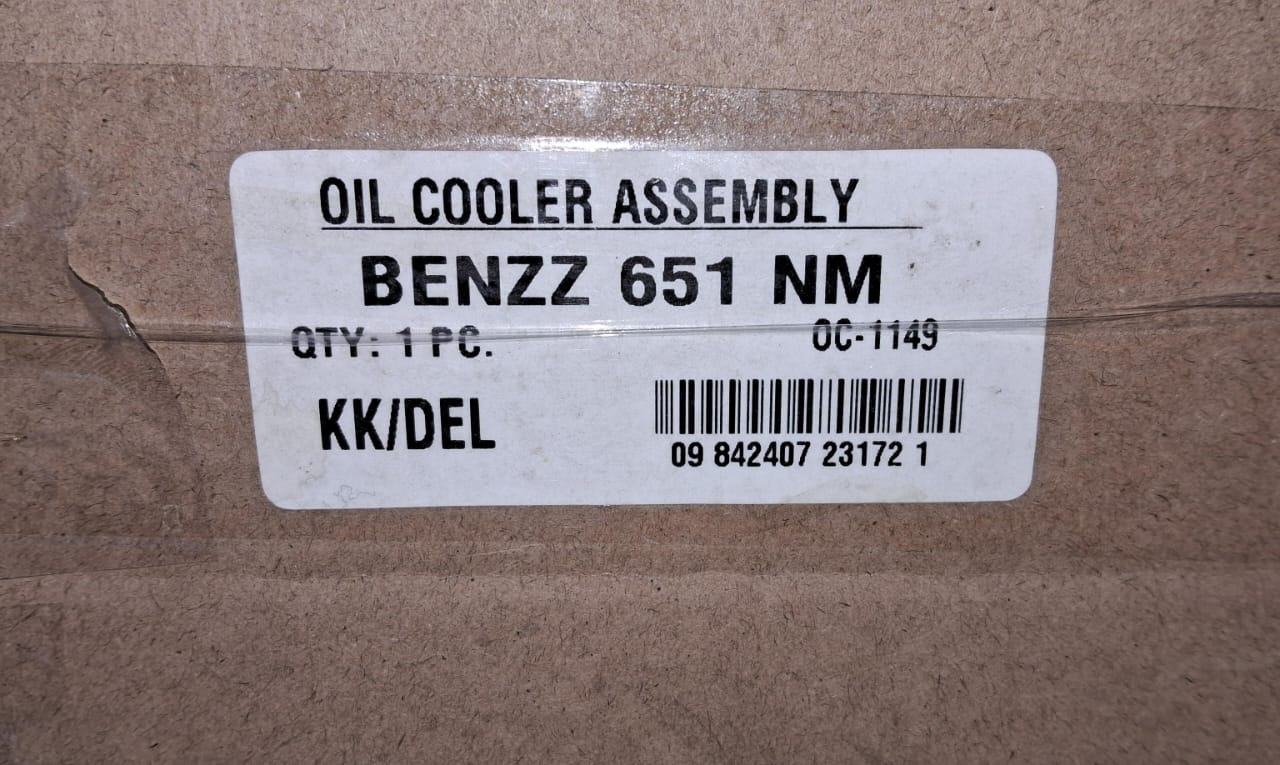 OIL COOLER ASSEMBLY
BENZZ 651 NM
QTY: 1 PC. OC-1149
KK/DEL
09 842407 23172 1